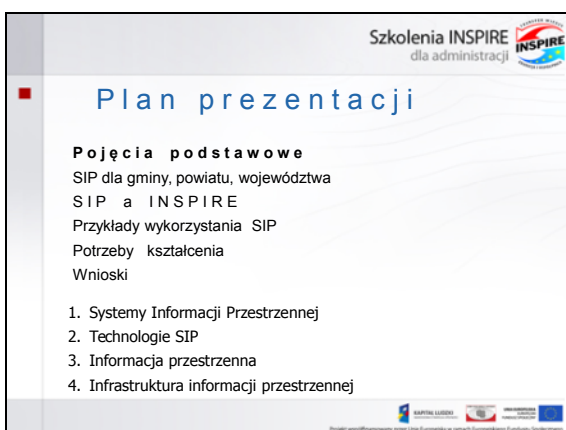 Szkolenia INSPIRE
dla administracji
INSPIRE
Plan prezentacji
Pojęcia podstawowe
SIP dla gminy, powiatu, województwa
SIP a INSPIRE
Przykłady wykorzystania SIP
Potrzeby kształcenia
Wnioski
1. Systemy Informacji Przestrzennej
2. Technologie SIP
3. Informacja przestrzenna
4. Infrastruktura informacji przestrzennej
KAPITAŁ LUDZKI